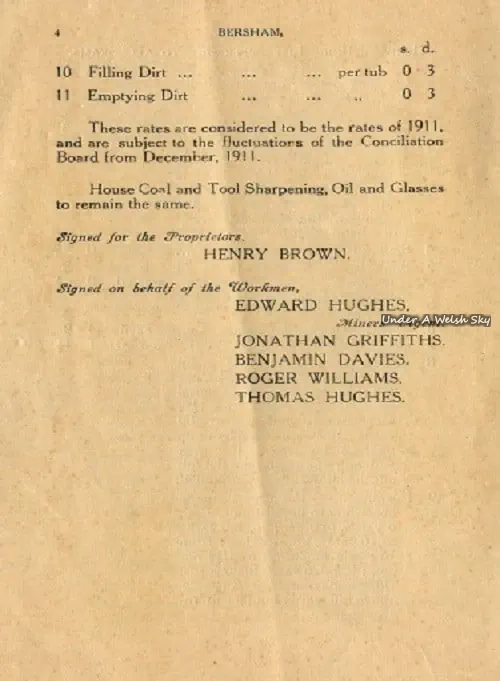 4 BERSHAM.
s. d.
10 Filling Dirt ... ... ... per tub 0 3
11 Emptying Dirt ... ... ,, 0 3
These rates are considered to be the rates of 1911,
and are subject to the fluctuations of the Conciliation
Board from December, 1911.
House Coal and Tool Sharpening, Oil and Glasses
to remain the same.
Signed for the Proprietors,
HENRY BROWN.
Signed on behalf of the Workmen,
EDWARD HUGHES,
Miners'
Under A Welsh Sky
JONATHAN GRIFFITHS.
BENJAMIN DAVIES.
ROGER WILLIAMS.
THOMAS HUGHES.